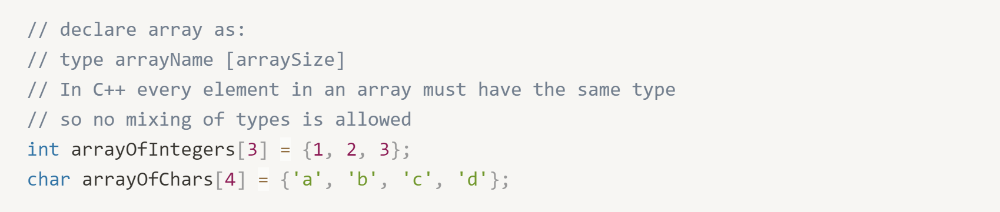 // declare array as:
// type arrayName [arraySize]
// In C++ every element in an array must have the same type
// so no mixing of types is allowed
int arrayOfIntegers[3] = {1, 2, 3};
char arrayOfChars[4] = {'a', 'b', 'c', 'd'};